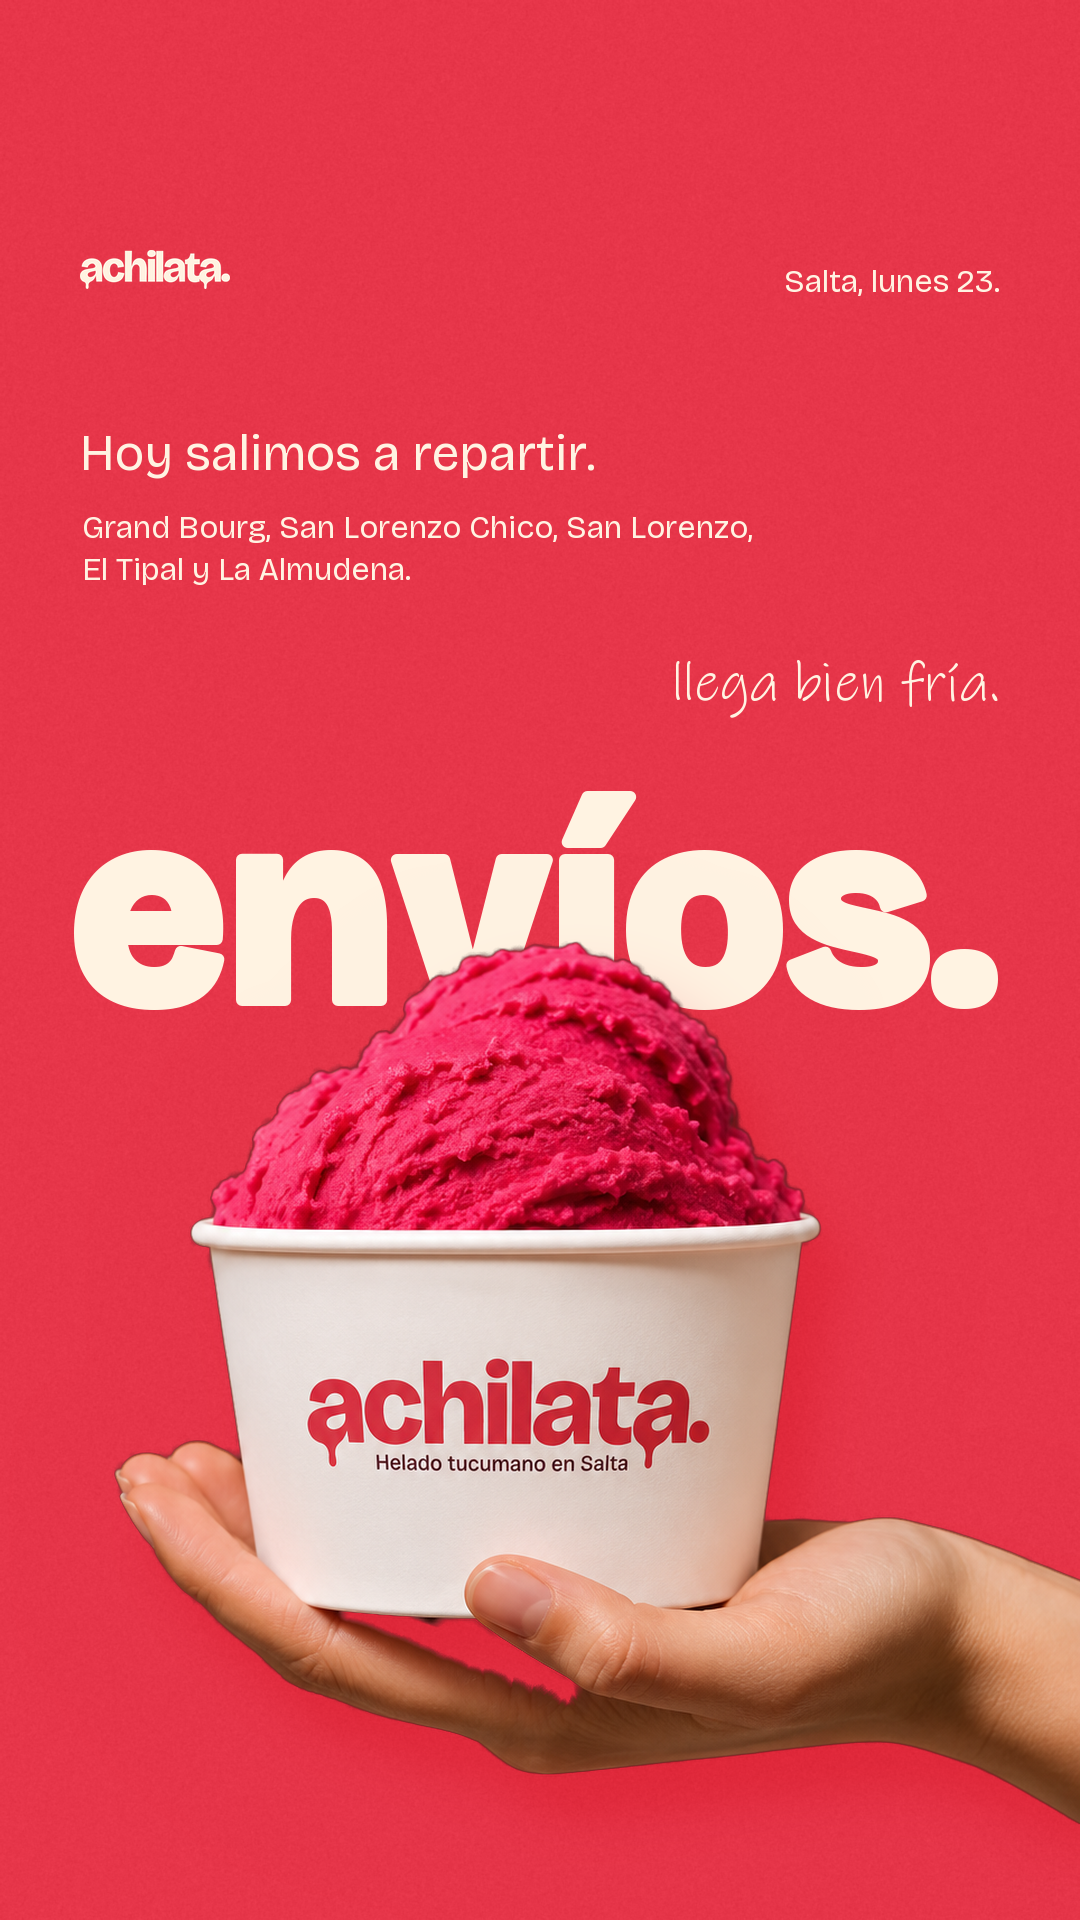 achilata.
Salta, lunes 23.
Hoy salimos a repartir.
Grand Bourg, San Lorenzo Chico, San Lorenzo,
El Tipal y La Almudena.
llega bien fría.
envíos.
achilata.
Helado tucumano en Salta